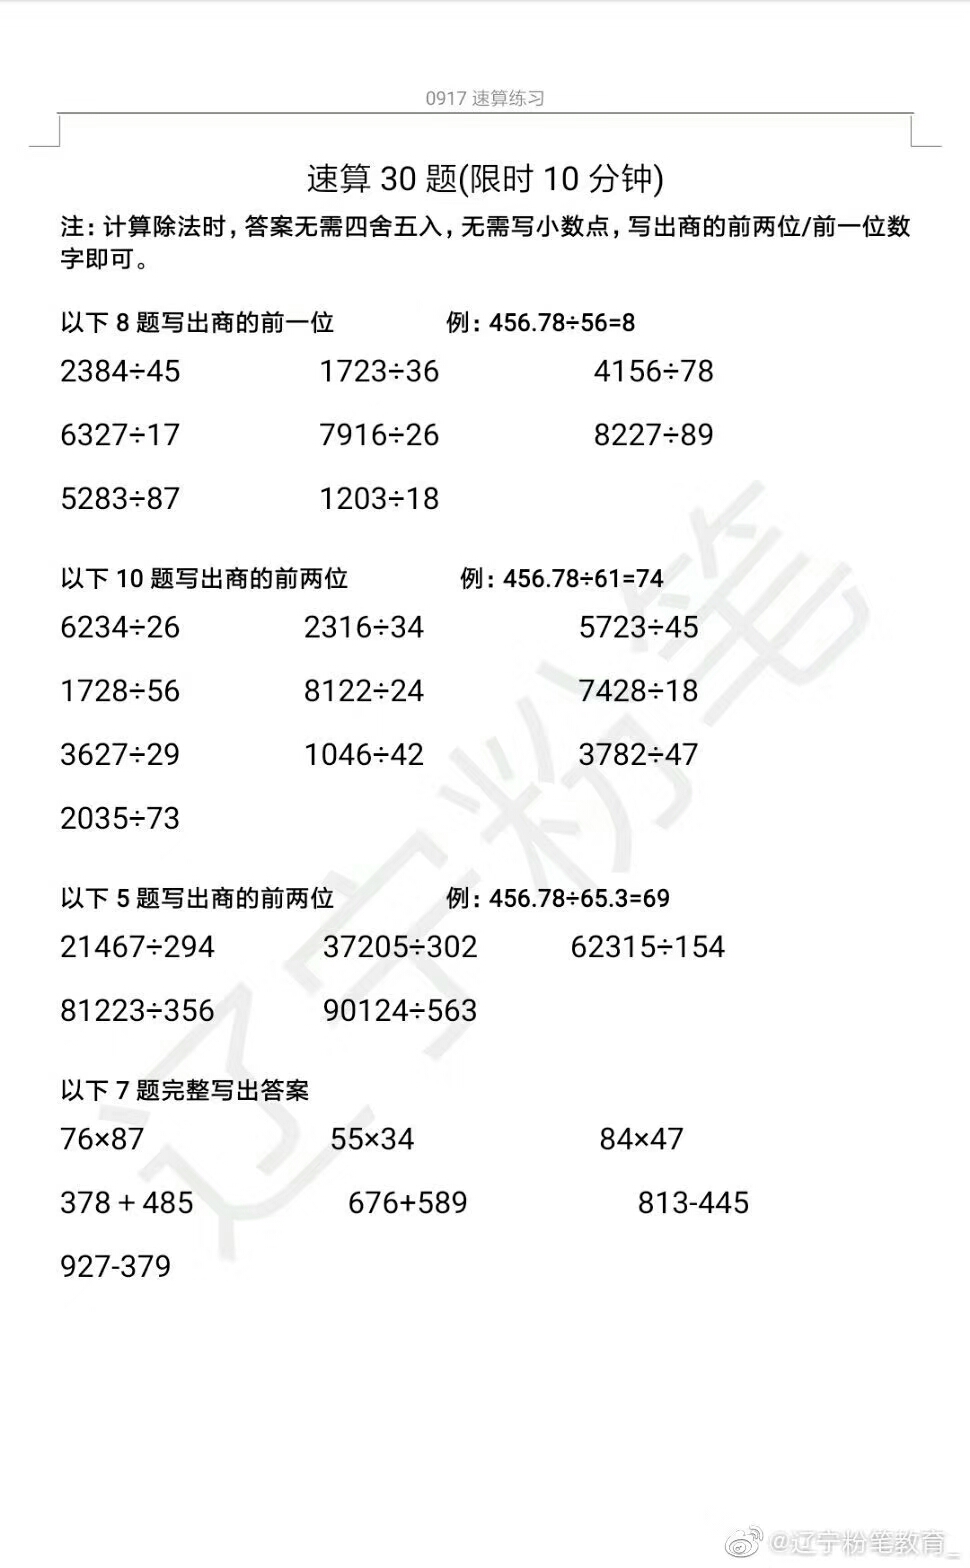 0917 速算练习
速算 30 题(限时 10 分钟)
注: 计算除法时, 答案无需四舍五入, 无需写小数点, 写出商的前两位/前一位数
字即可。
以下 8 题写出商的前一位 例: 456.78÷56=8
2384÷45 1723÷36 4156÷78
6327÷17 7916÷26 8227÷89
5283÷87 1203÷18
以下 10 题写出商的前两位 例: 456.78÷61=74
6234÷26 2316÷34 5723÷45
1728÷56 8122÷24 7428÷18
3627÷29 1046÷42 3782÷47
2035÷73
以下 5 题写出商的前两位 例: 456.78÷65.3=69
21467÷294 37205÷302 62315÷154
81223÷356 90124÷563
以下 7 题完整写出答案
76×87 55×34 84×47
378＋485 676+589 813-445
927-379
辽宁粉笔
@辽宁粉笔教育_